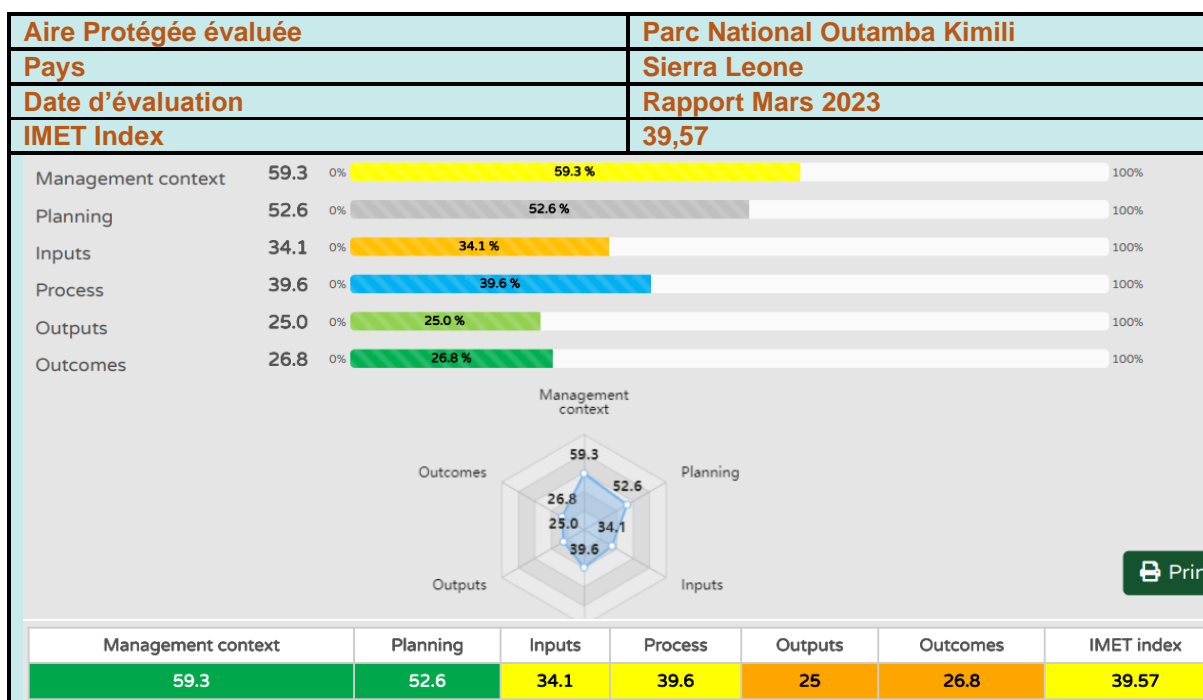 Aire Protégée évaluée Parc National Outamba Kimili
Pays Sierra Leone
Date d'évaluation Rapport Mars 2023
IMET Index 39,57
Management context 59.3 0% 59.3 % 100%
Planning 52.6 0% 52.6 % 100%
Inputs 34.1 0% 34.1 % 100%
Process 39.6 0% 39.6 % 100%
Outputs 25.0 0% 25.0 % 100%
Outcomes 26.8 0% 26.8 % 100%
Management
context
59.3
Outcomes Planning
52.6
26.8
25.0 34.1
39.6
Outputs Inputs
Prin
Management context Planning Inputs Process Outputs Outcomes IMET index
59.3 52.6 34.1 39.6 25 26.8 39.57